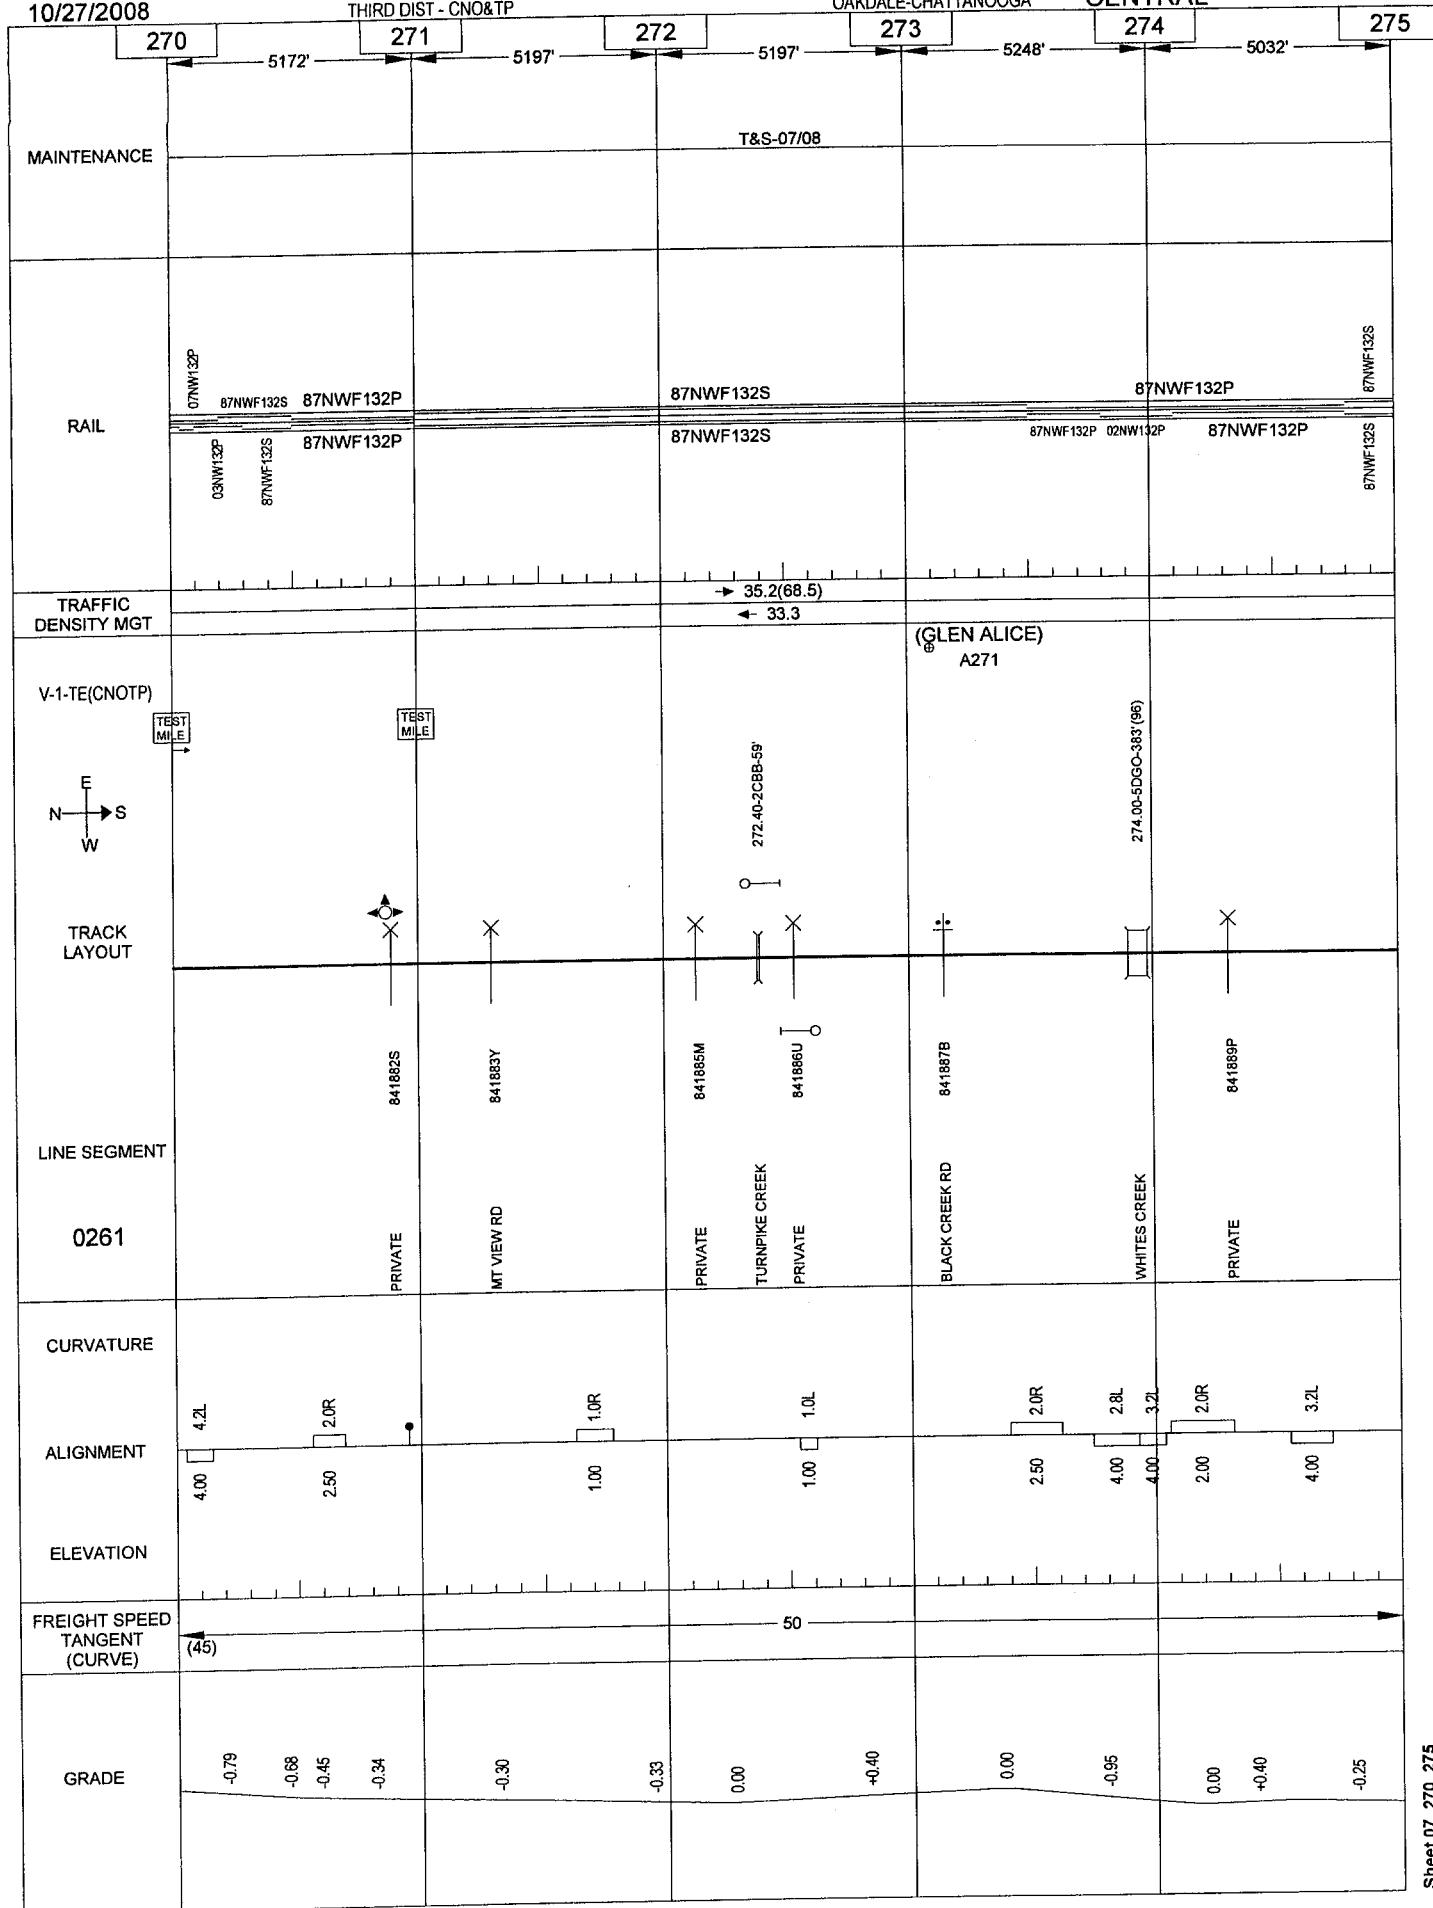 10/27/2008 THIRD DIST - CNO&TP OAKDALE-CHATTANOOGA CENTRAL
270 271 272 273 274 275
5172' 5197' 5197' 5248' 5032'
MAINTENANCE
T&S-07/08
RAIL
07NW132P 87NWF132S 87NWF132P 87NWF132S 87NWF132P 87NWF132S
03NW132P 87NWF132S 87NWF132P 87NWF132S 87NWF132P 02NW132P 87NWF132P 87NWF132S
TRAFFIC
DENSITY MGT
35.2(68.5)
33.3
(GLEN ALICE)
A271
V-1-TE(CNOTP)
TEST
MILE
TEST
MILE
E
N S
W
272.40-2CBB-59'
274.00-5DGO-383'(96)
TRACK
LAYOUT
841882S 841883Y 841885M 841886U 841887B 841889P
LINE SEGMENT
0261
PRIVATE
MT VIEW RD
PRIVATE
TURNPIKE CREEK
PRIVATE
BLACK CREEK RD
WHITES CREEK
PRIVATE
CURVATURE
4.2L 2.0R 1.0R 1.0L 2.0R 2.8L 3.2L 2.0R 3.2L
ALIGNMENT
4.00 2.50 1.00 1.00 2.50 4.00 4.00 2.00 4.00
ELEVATION
FREIGHT SPEED
TANGENT
(CURVE)
50
(45)
GRADE
-0.79 -0.68 -0.45 -0.34 -0.30 -0.33 0.00 +0.40 0.00 -0.95 0.00 +0.40 -0.25
Sheet 07_270_275